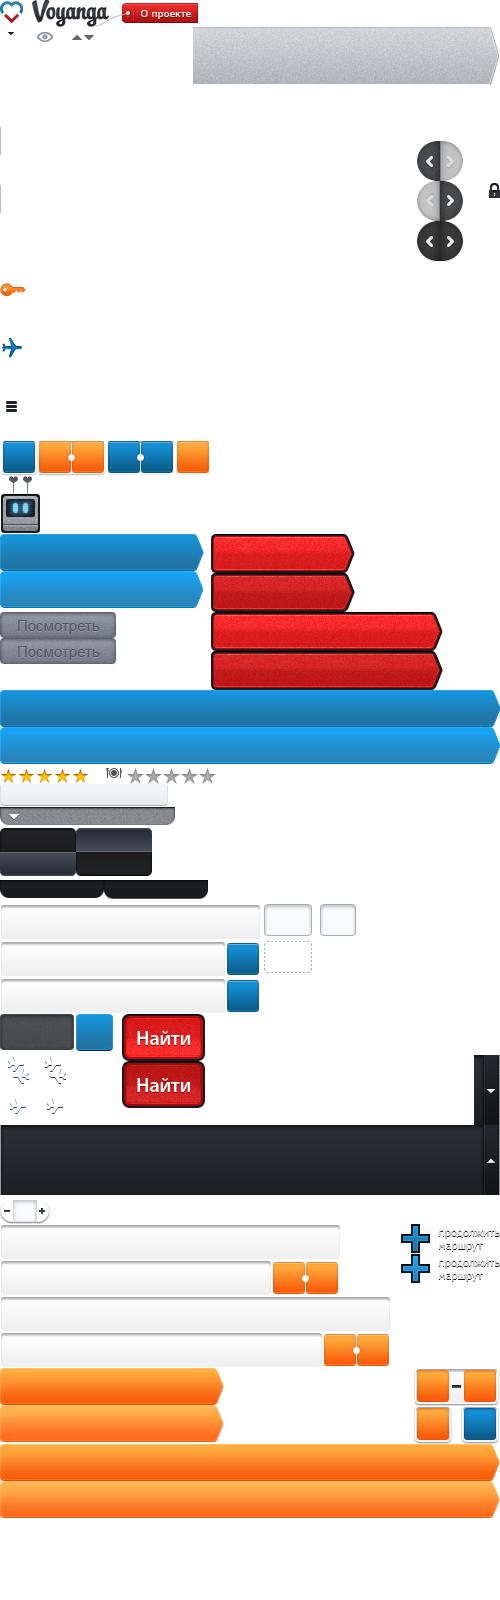 Voyanga
О проекте
Посмотреть
Посмотреть
Найти
Найти
продолжить
маршрут
продолжить
маршрут